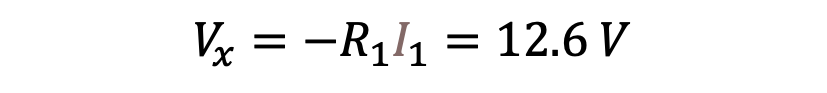 Vₓ = −R₁I₁ = 12.6 V